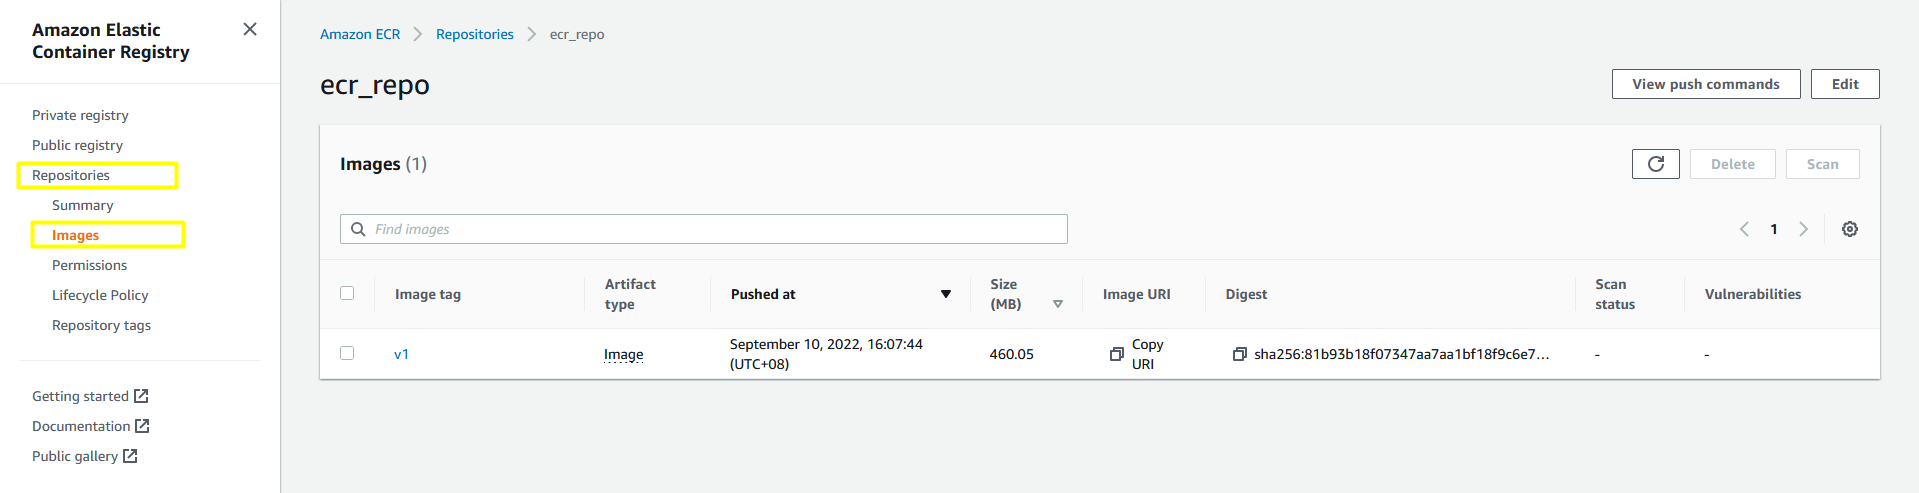 Amazon Elastic
Container Registry
Private registry
Public registry
Repositories
Summary
Images
Permissions
Lifecycle Policy
Repository tags
Getting started
Documentation
Public gallery
Amazon ECR > Repositories > ecr_repo
ecr_repo
View push commands
Edit
Images (1)
Delete
Scan
Find images
1
Image tag
Artifact
type
Pushed at
Size
(MB)
Image URI
Digest
Scan
status
Vulnerabilities
v1
Image
September 10, 2022, 16:07:44
(UTC+08)
460.05
Copy
URI
sha256:81b93b18f07347aa7aa1bf18f9c6e7...
-
-